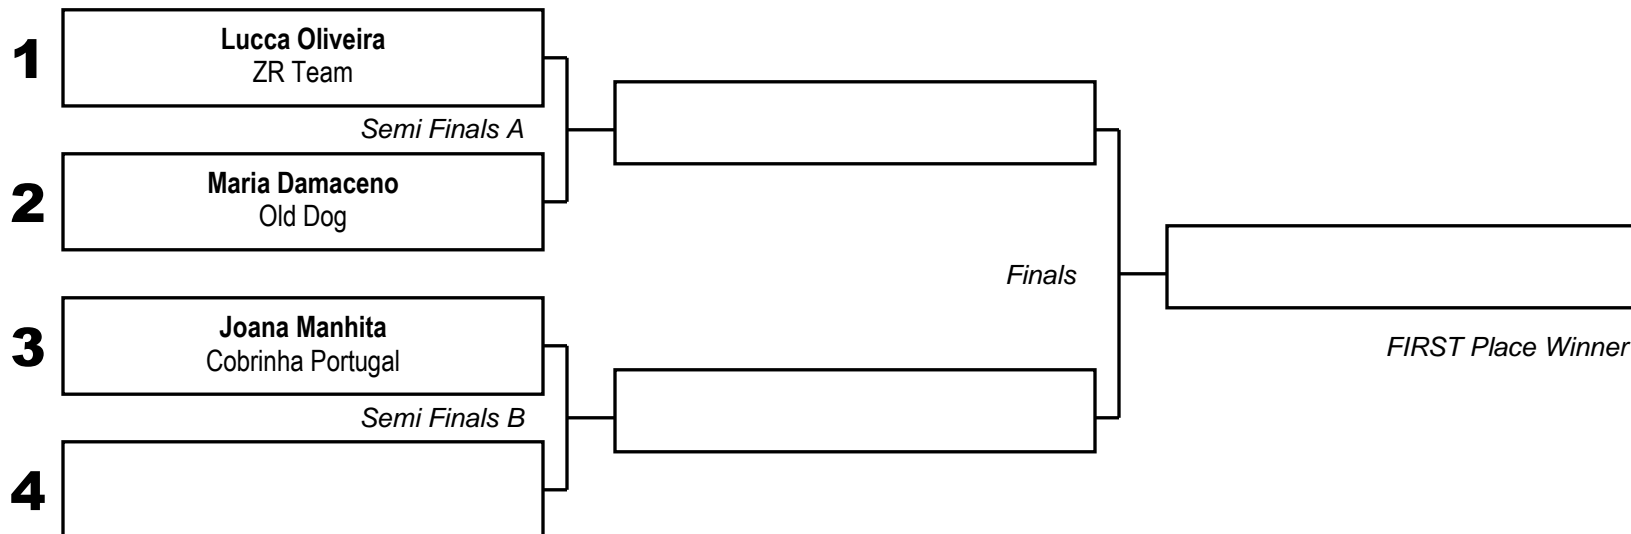 1
Lucca Oliveira
ZR Team
Semi Finals A
2
Maria Damaceno
Old Dog
Finals
3
Joana Manhita
Cobrinha Portugal
FIRST Place Winner
Semi Finals B
4